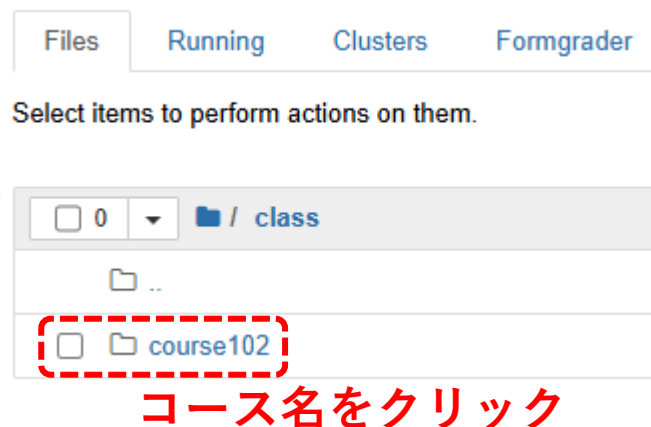 Files Running Clusters Formgrader
Select items to perform actions on them.
0 / class
..
course102
コース名をクリック